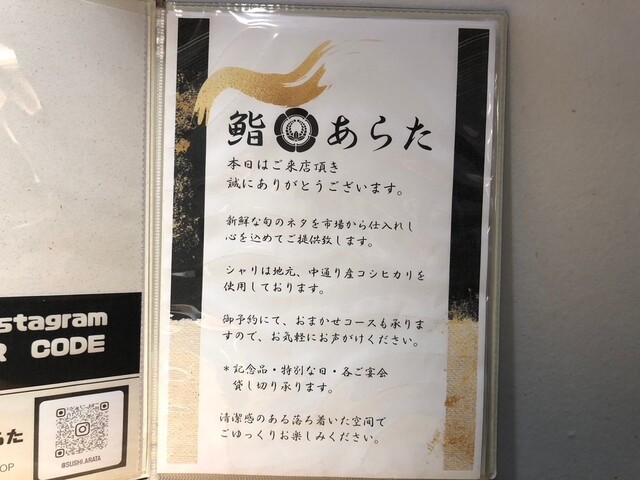 鮨 あらた
本日はご来店頂き
誠にありがとうございます。
新鮮な旬のネタを市場から仕入れし
心を込めてご提供致します。
シャリは地元、中通り産コシヒカリを
使用しております。
御予約にて、おまかせコースも承りま
すので、お気軽にお声がけください。
*記念品・特別な日・各ご宴会
貸し切り承ります。
清潔感のある落ち着いた空間で
ごゆっくりお楽しみください。
stagram
R CODE
らた
OP
@SUSHI.ARATA